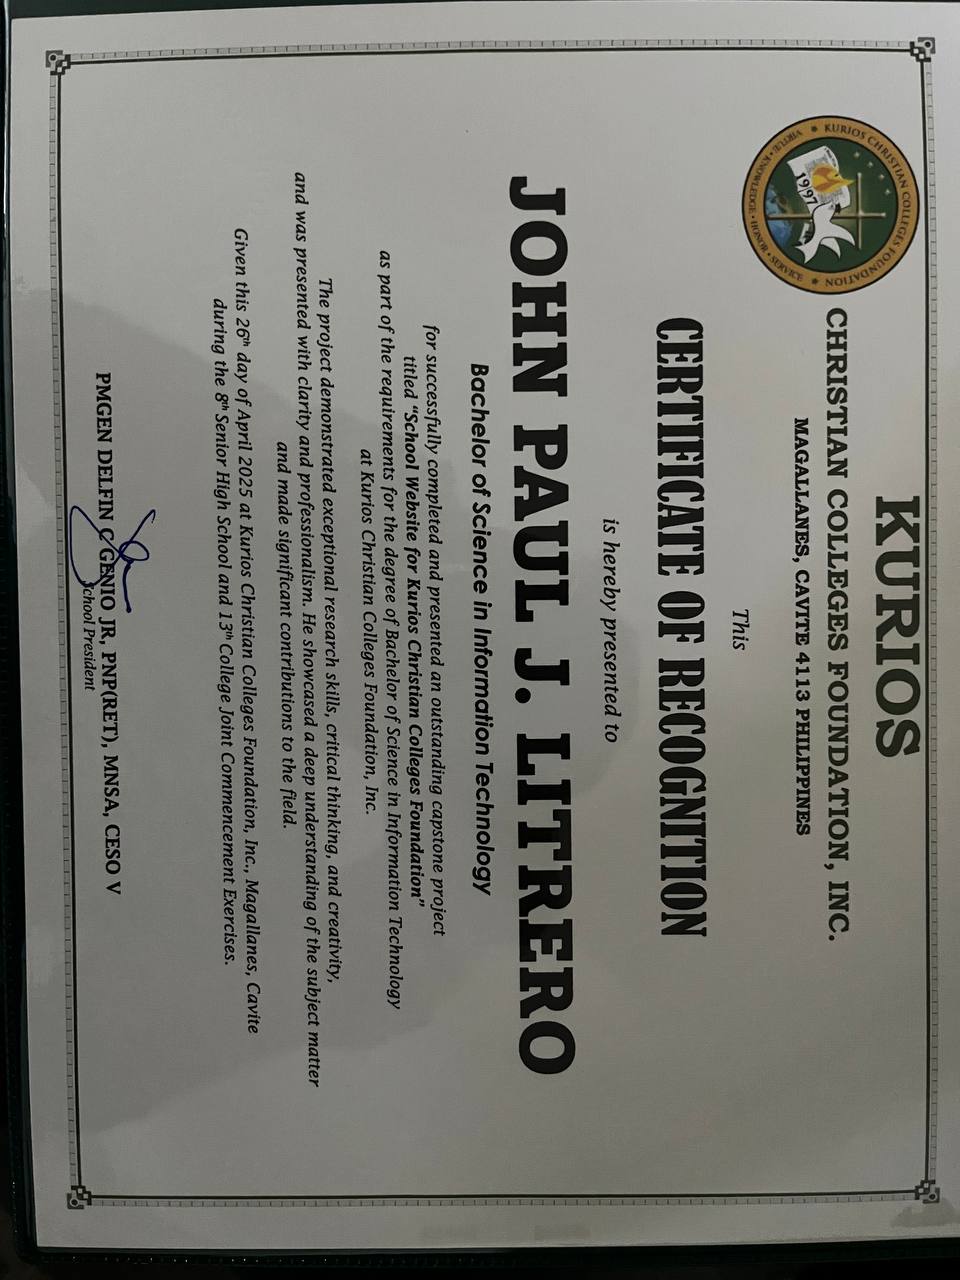 KURIOS CHRISTIAN COLLEGES FOUNDATION
1997
VIRTUE • KNOWLEDGE • HONOR • SERVICE
KURIOS
CHRISTIAN COLLEGES FOUNDATION, INC.
MAGALLANES, CAVITE 4113 PHILIPPINES
This
CERTIFICATE OF RECOGNITION
is hereby presented to
JOHN PAUL J. LITRERO
Bachelor of Science in Information Technology
for successfully completed and presented an outstanding capstone project
titled “School Website for Kurios Christian Colleges Foundation”
as part of the requirements for the degree of Bachelor of Science in Information Technology
at Kurios Christian Colleges Foundation, Inc.
The project demonstrated exceptional research skills, critical thinking, and creativity,
and was presented with clarity and professionalism. He showcased a deep understanding of the subject matter
and made significant contributions to the field.
Given this 26th day of April 2025 at Kurios Christian Colleges Foundation, Inc., Magallanes, Cavite
during the 8th Senior High School and 13th College Joint Commencement Exercises.
PMGEN DELFIN C GENIO JR, PNP(RET), MNSA, CESO V
School President